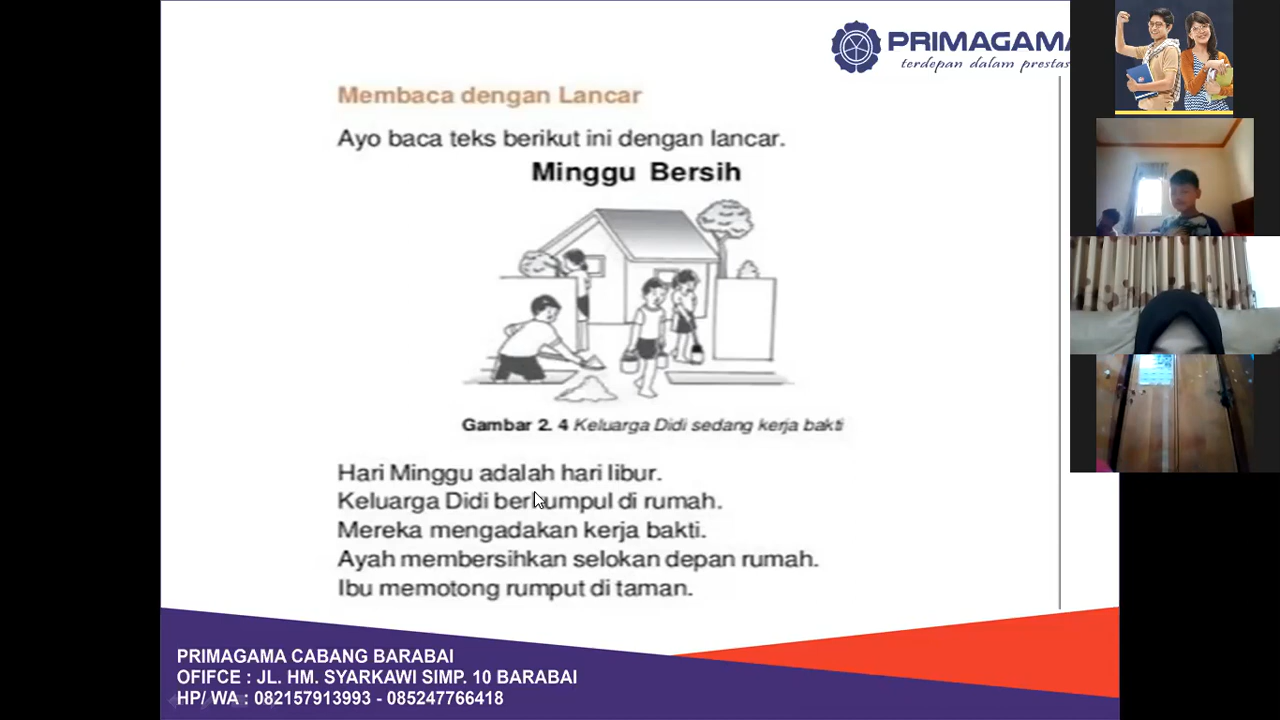 PRIMAGAMA
terdepan dalam prestas
Membaca dengan Lancar
Ayo baca teks berikut ini dengan lancar.
Minggu Bersih
Gambar 2. 4 Keluarga Didi sedang kerja bakti
Hari Minggu adalah hari libur.
Keluarga Didi berkumpul di rumah.
Mereka mengadakan kerja bakti.
Ayah membersihkan selokan depan rumah.
Ibu memotong rumput di taman.
PRIMAGAMA CABANG BARABAI
OFIFCE : JL. HM. SYARKAWI SIMP. 10 BARABAI
HP/ WA : 082157913993 - 085247766418